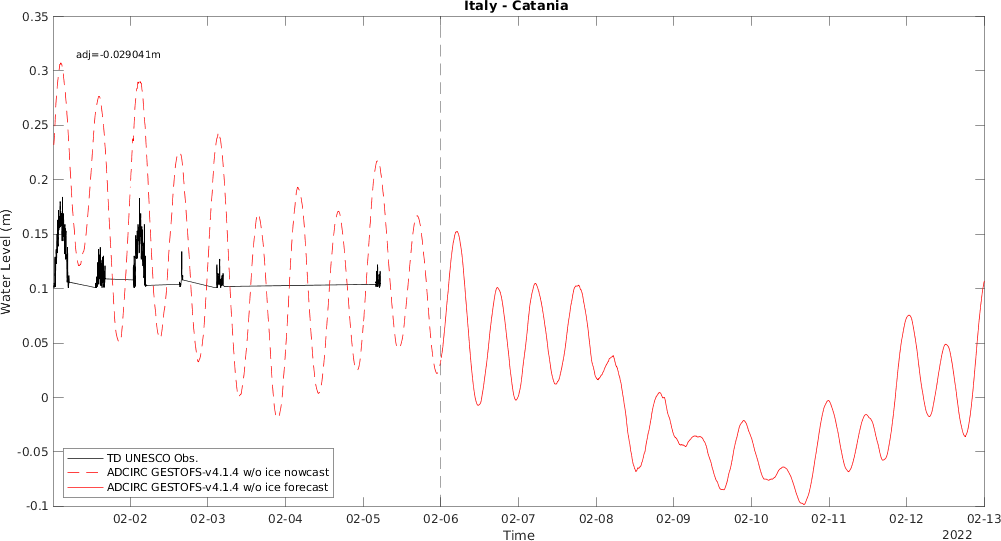 Italy - Catania
0.35
adj=-0.029041m
0.3
0.25
0.2
0.15
0.1
0.05
0
-0.05
-0.1
Water Level (m)
TD UNESCO Obs.
ADCIRC GESTOFS-v4.1.4 w/o ice nowcast
ADCIRC GESTOFS-v4.1.4 w/o ice forecast
02-02 02-03 02-04 02-05 02-06 02-07 02-08 02-09 02-10 02-11 02-12 02-13
Time
2022